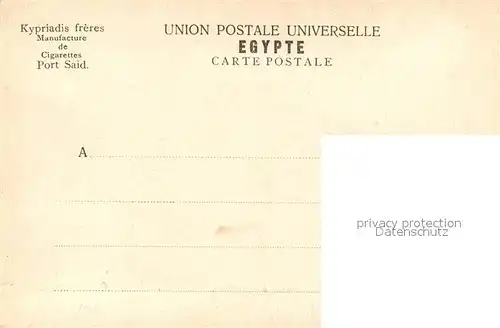 Kypriadis frères
Manufacture
de
Cigarettes
Port Said.
UNION POSTALE UNIVERSELLE
EGYPTE
CARTE POSTALE
A
privacy protection
Datenschutz